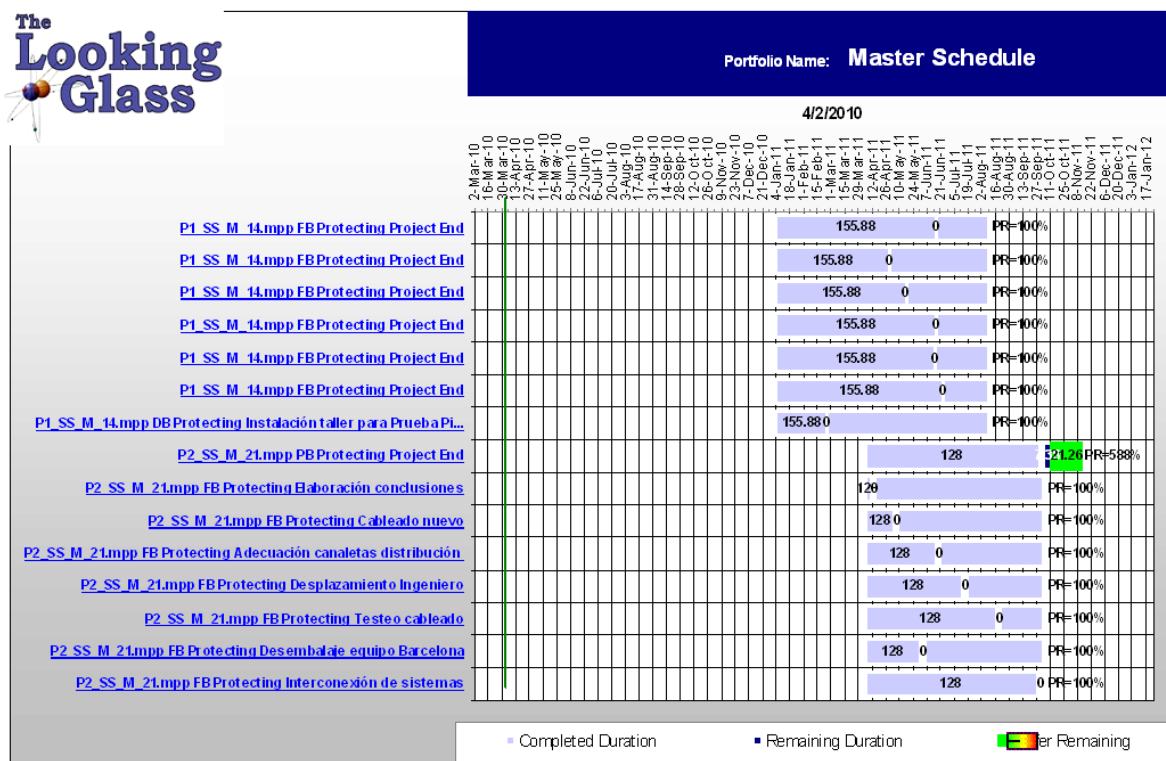 The
Looking
Glass
Portfolio Name: Master Schedule
4/2/2010
2-Mar-10
16-Mar-10
30-Mar-10
13-Apr-10
27-Apr-10
11-May-10
25-May-10
8-Jun-10
22-Jun-10
6-Jul-10
20-Jul-10
3-Aug-10
17-Aug-10
31-Aug-10
14-Sep-10
28-Sep-10
12-Oct-10
26-Oct-10
9-Nov-10
23-Nov-10
7-Dec-10
21-Dec-10
4-Jan-11
18-Jan-11
1-Feb-11
15-Feb-11
1-Mar-11
15-Mar-11
29-Mar-11
12-Apr-11
26-Apr-11
10-May-11
24-May-11
7-Jun-11
21-Jun-11
5-Jul-11
19-Jul-11
2-Aug-11
16-Aug-11
30-Aug-11
13-Sep-11
27-Sep-11
11-Oct-11
25-Oct-11
8-Nov-11
22-Nov-11
6-Dec-11
20-Dec-11
3-Jan-12
17-Jan-12
P1_SS_M_14.mpp FB Protecting Project End 155.88 0 PR=100%
P1_SS_M_14.mpp FB Protecting Project End 155.88 0 PR=100%
P1_SS_M_14.mpp FB Protecting Project End 155.88 0 PR=100%
P1_SS_M_14.mpp FB Protecting Project End 155.88 0 PR=100%
P1_SS_M_14.mpp FB Protecting Project End 155.88 0 PR=100%
P1_SS_M_14.mpp FB Protecting Project End 155.88 0 PR=100%
P1_SS_M_14.mpp DB Protecting Instalación taller para Prueba Pi... 155.88 0 PR=100%
P2_SS_M_21.mpp PB Protecting Project End 128 21.26 PR=588%
P2_SS_M_21.mpp FB Protecting Elaboración conclusiones PR=100%
P2_SS_M_21.mpp FB Protecting Cableado nuevo 128 0 PR=100%
P2_SS_M_21.mpp FB Protecting Adecuación canaletas distribución 128 0 PR=100%
P2_SS_M_21.mpp FB Protecting Desplazamiento Ingeniero 128 0 PR=100%
P2_SS_M_21.mpp FB Protecting Testeo cableado 128 0 PR=100%
P2_SS_M_21.mpp FB Protecting Desembalaje equipo Barcelona 128 0 PR=100%
P2_SS_M_21.mpp FB Protecting Interconexión de sistemas 128 0 PR=100%
Completed Duration Remaining Duration er Remaining